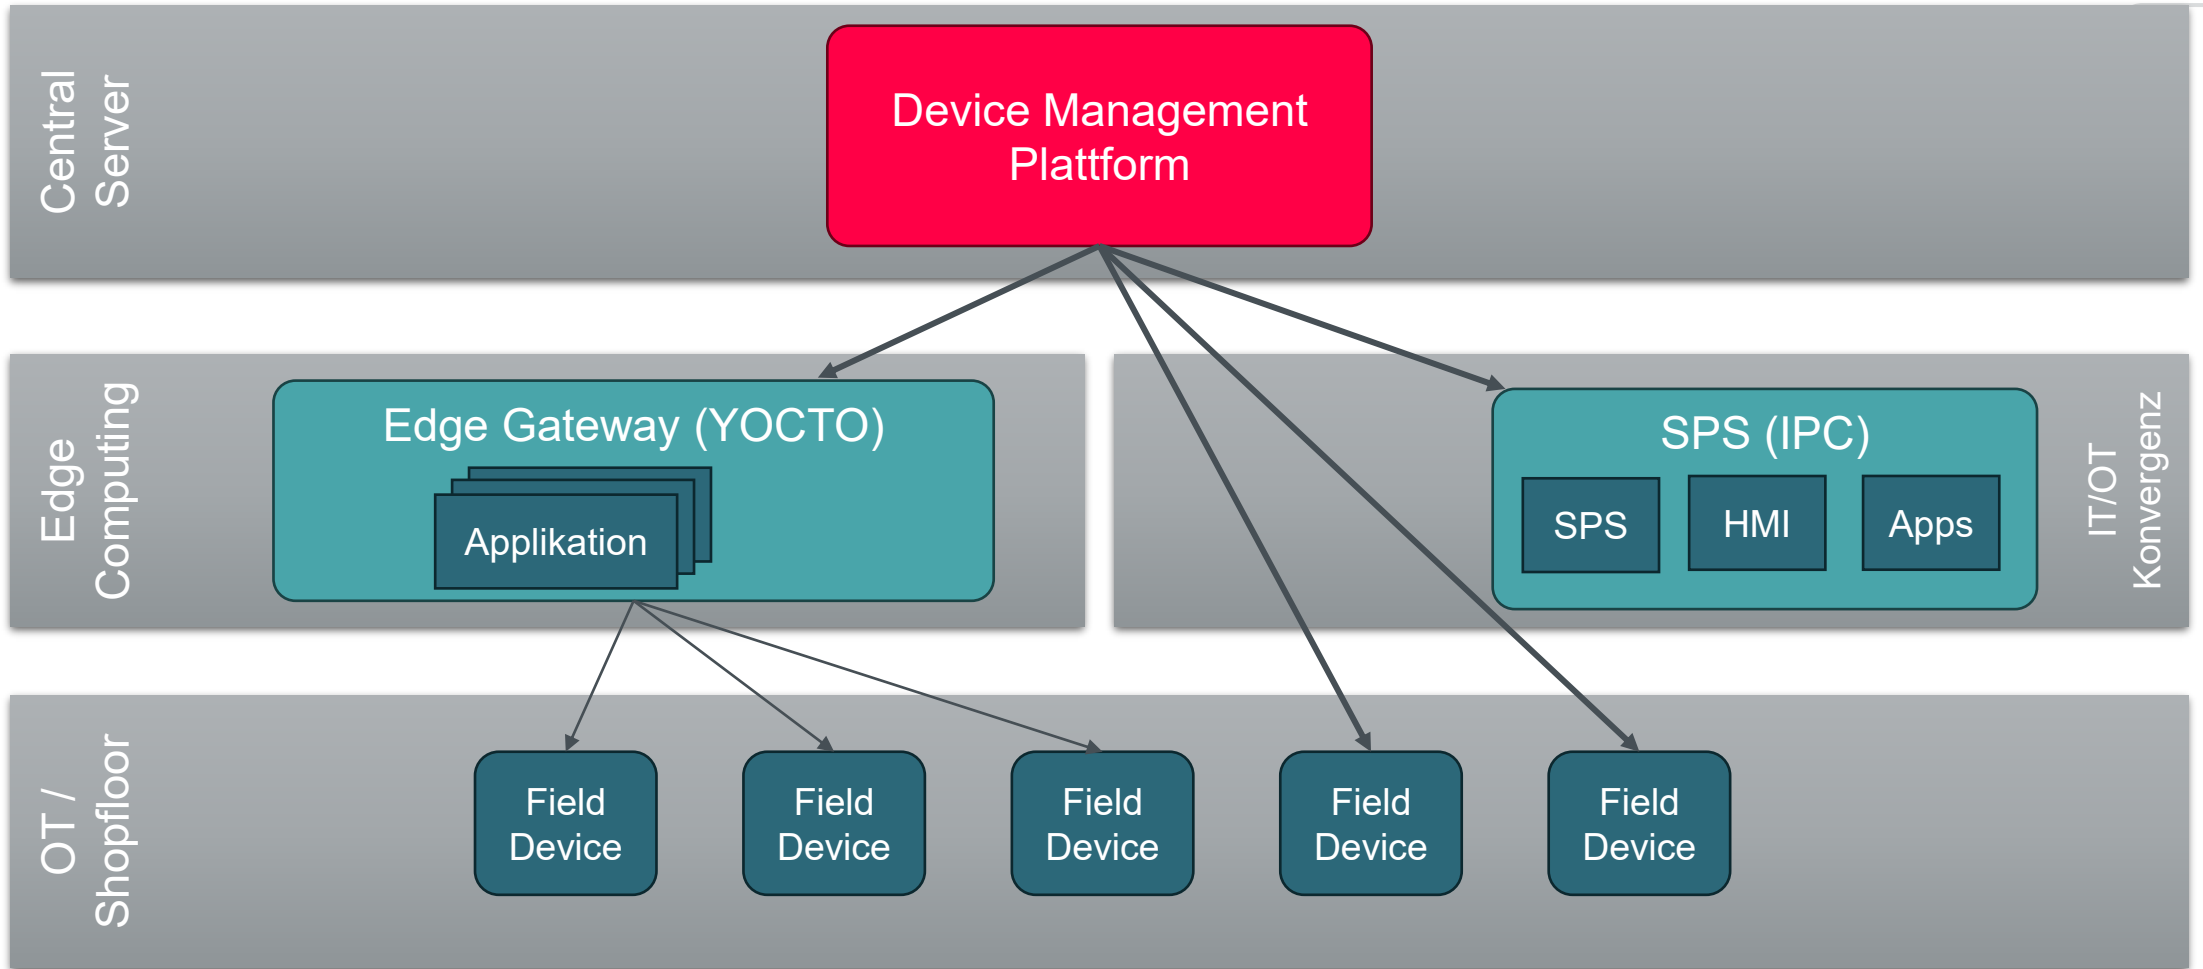 Central
Server
Device Management
Plattform
Edge
Computing
Edge Gateway (YOCTO)
Applikation
SPS (IPC)
SPS
HMI
Apps
IT/OT
Konvergenz
OT /
Shopfloor
Field
Device
Field
Device
Field
Device
Field
Device
Field
Device